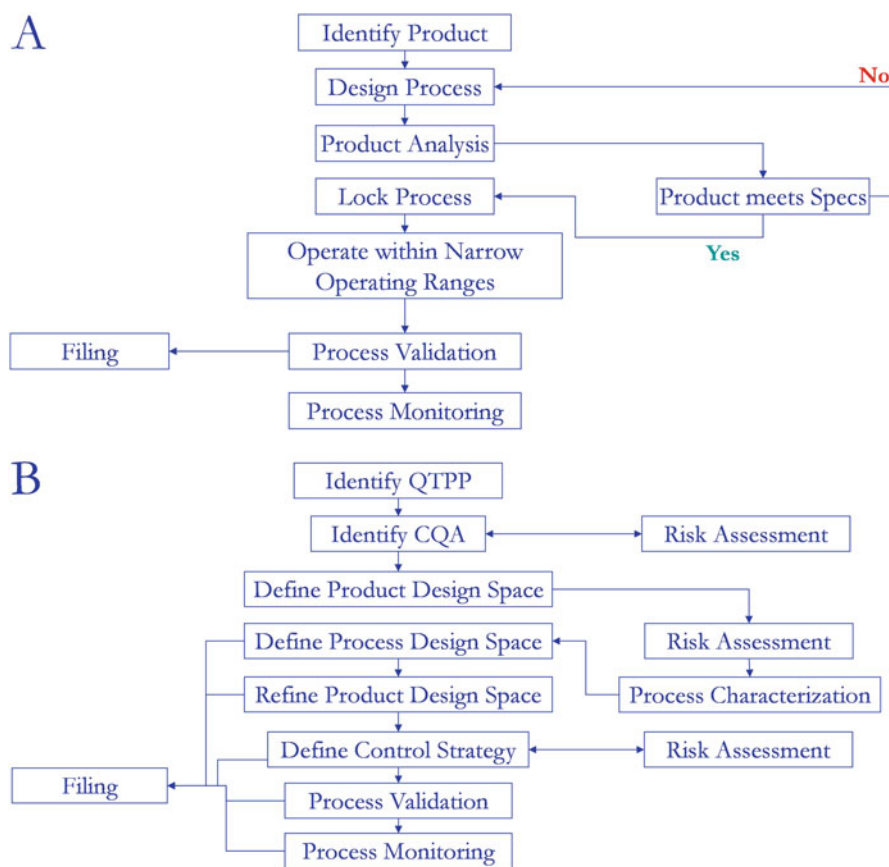 A
Identify Product
No
Design Process
Product Analysis
Lock Process
Product meets Specs
Yes
Operate within Narrow
Operating Ranges
Filing
Process Validation
Process Monitoring
B
Identify QTPP
Identify CQA
Risk Assessment
Define Product Design Space
Define Process Design Space
Risk Assessment
Refine Product Design Space
Process Characterization
Define Control Strategy
Risk Assessment
Filing
Process Validation
Process Monitoring